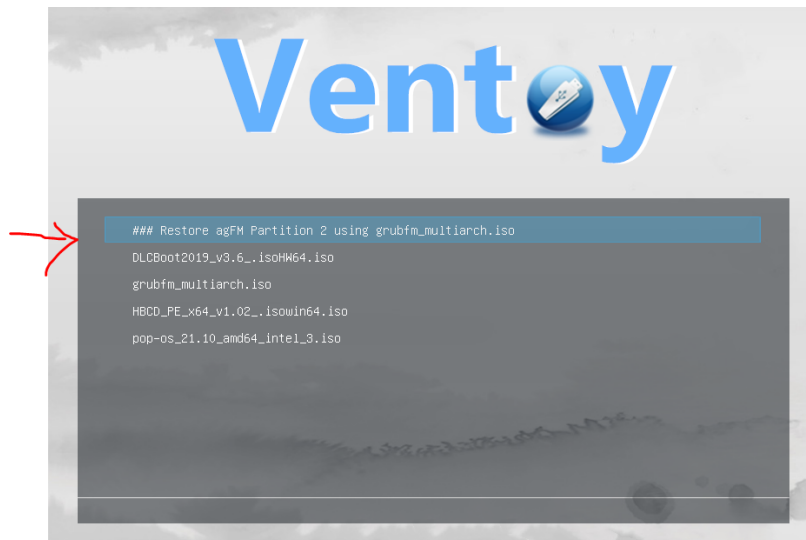 Ventoy
### Restore agFM Partition 2 using grubfm_multiarch.iso
DLCBoot2019_v3.6_.isoHW64.iso
grubfm_multiarch.iso
HBCD_PE_x64_v1.02_.isowin64.iso
pop-os_21.10_amd64_intel_3.iso